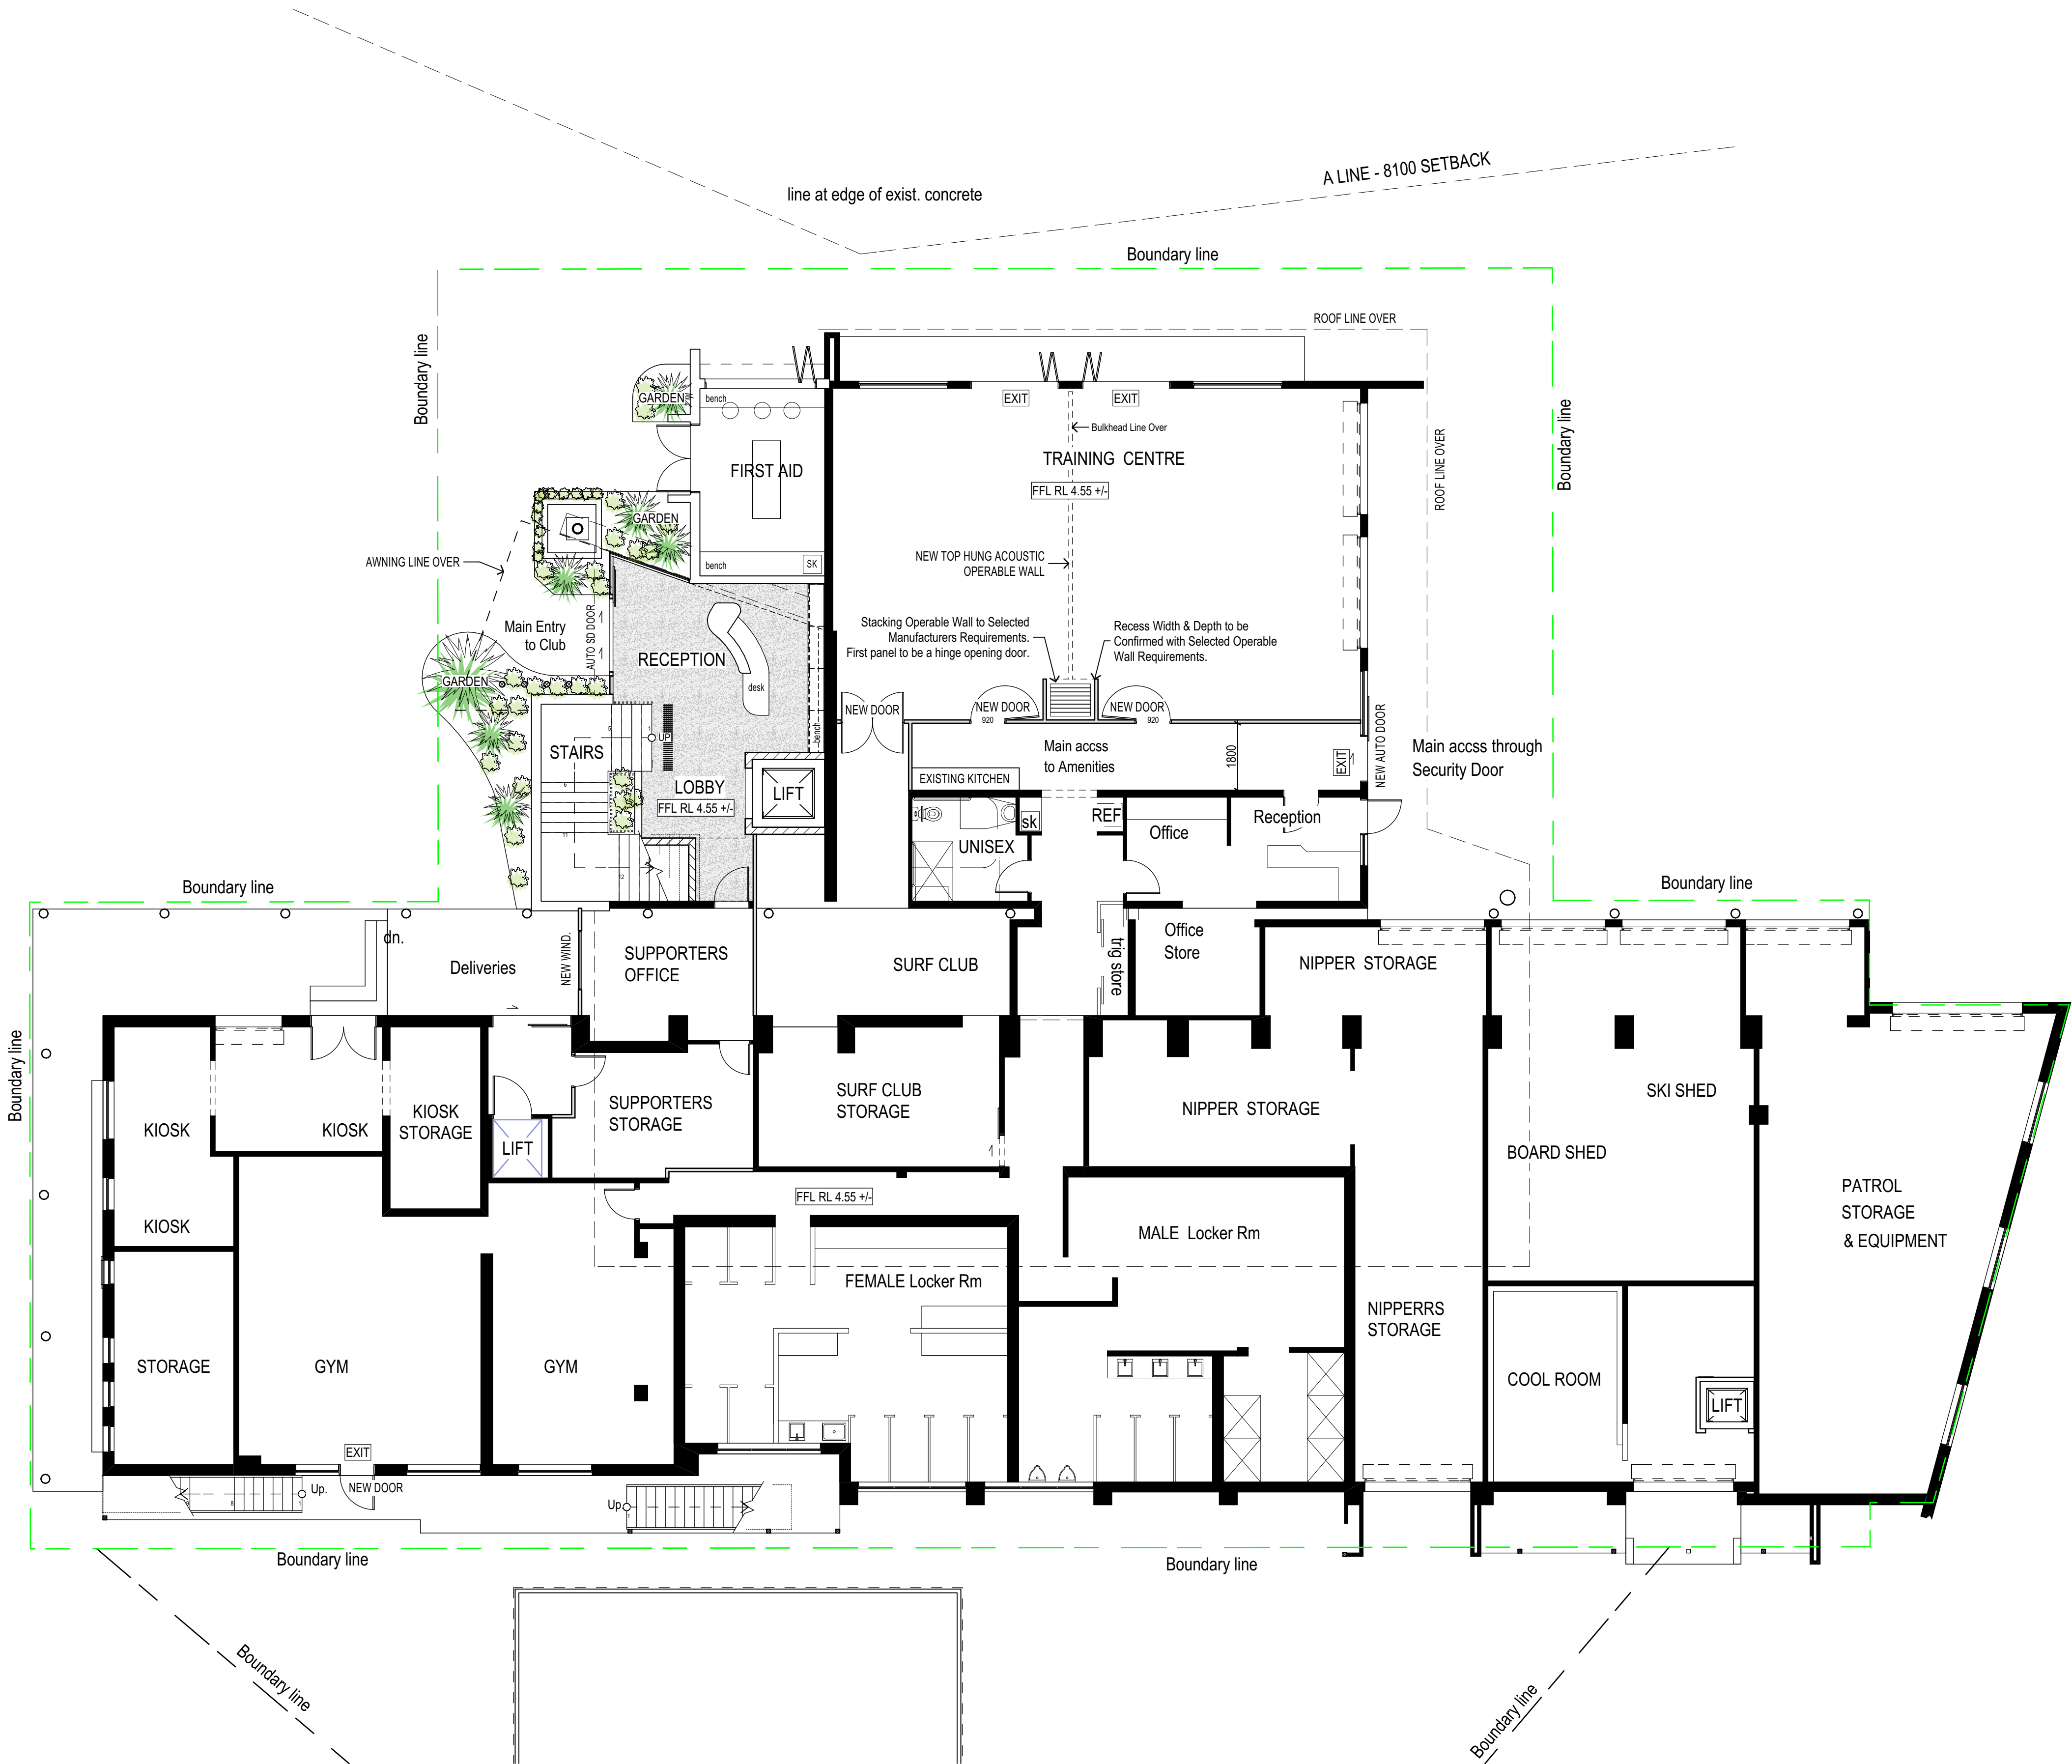 line at edge of exist. concrete
A LINE - 8100 SETBACK
Boundary line
ROOF LINE OVER
Boundary line
Boundary line
ROOF LINE OVER
GARDEN
bench
EXIT
EXIT
Bulkhead Line Over
TRAINING CENTRE
FFL RL 4.55 +/-
FIRST AID
GARDEN
AWNING LINE OVER
bench
SK
NEW TOP HUNG ACOUSTIC
OPERABLE WALL
Main Entry
to Club
AUTO SD DOOR
Stacking Operable Wall to Selected
Manufacturers Requirements.
First panel to be a hinge opening door.
Recess Width & Depth to be
Confirmed with Selected Operable
Wall Requirements.
RECEPTION
desk
GARDEN
NEW DOOR
NEW DOOR
920
NEW DOOR
920
bench
5
1
UP
STAIRS
6
11
12
LOBBY
FFL RL 4.55 +/-
LIFT
Main accss
to Amenities
1800
EXIT
NEW AUTO DOOR
Main accss through
Security Door
EXISTING KITCHEN
sk
REF
Office
Reception
UNISEX
Boundary line
Boundary line
dn.
Deliveries
NEW WIND.
SUPPORTERS
OFFICE
SURF CLUB
trig store
Office
Store
NIPPER STORAGE
Boundary line
KIOSK
KIOSK
KIOSK
STORAGE
LIFT
SUPPORTERS
STORAGE
SURF CLUB
STORAGE
NIPPER STORAGE
SKI SHED
BOARD SHED
PATROL
STORAGE
& EQUIPMENT
KIOSK
FFL RL 4.55 +/-
MALE Locker Rm
FEMALE Locker Rm
NIPPERRS
STORAGE
STORAGE
GYM
GYM
COOL ROOM
LIFT
EXIT
NEW DOOR
Up.
8
1
Up.
1
Boundary line
Boundary line
Boundary line
Boundary line